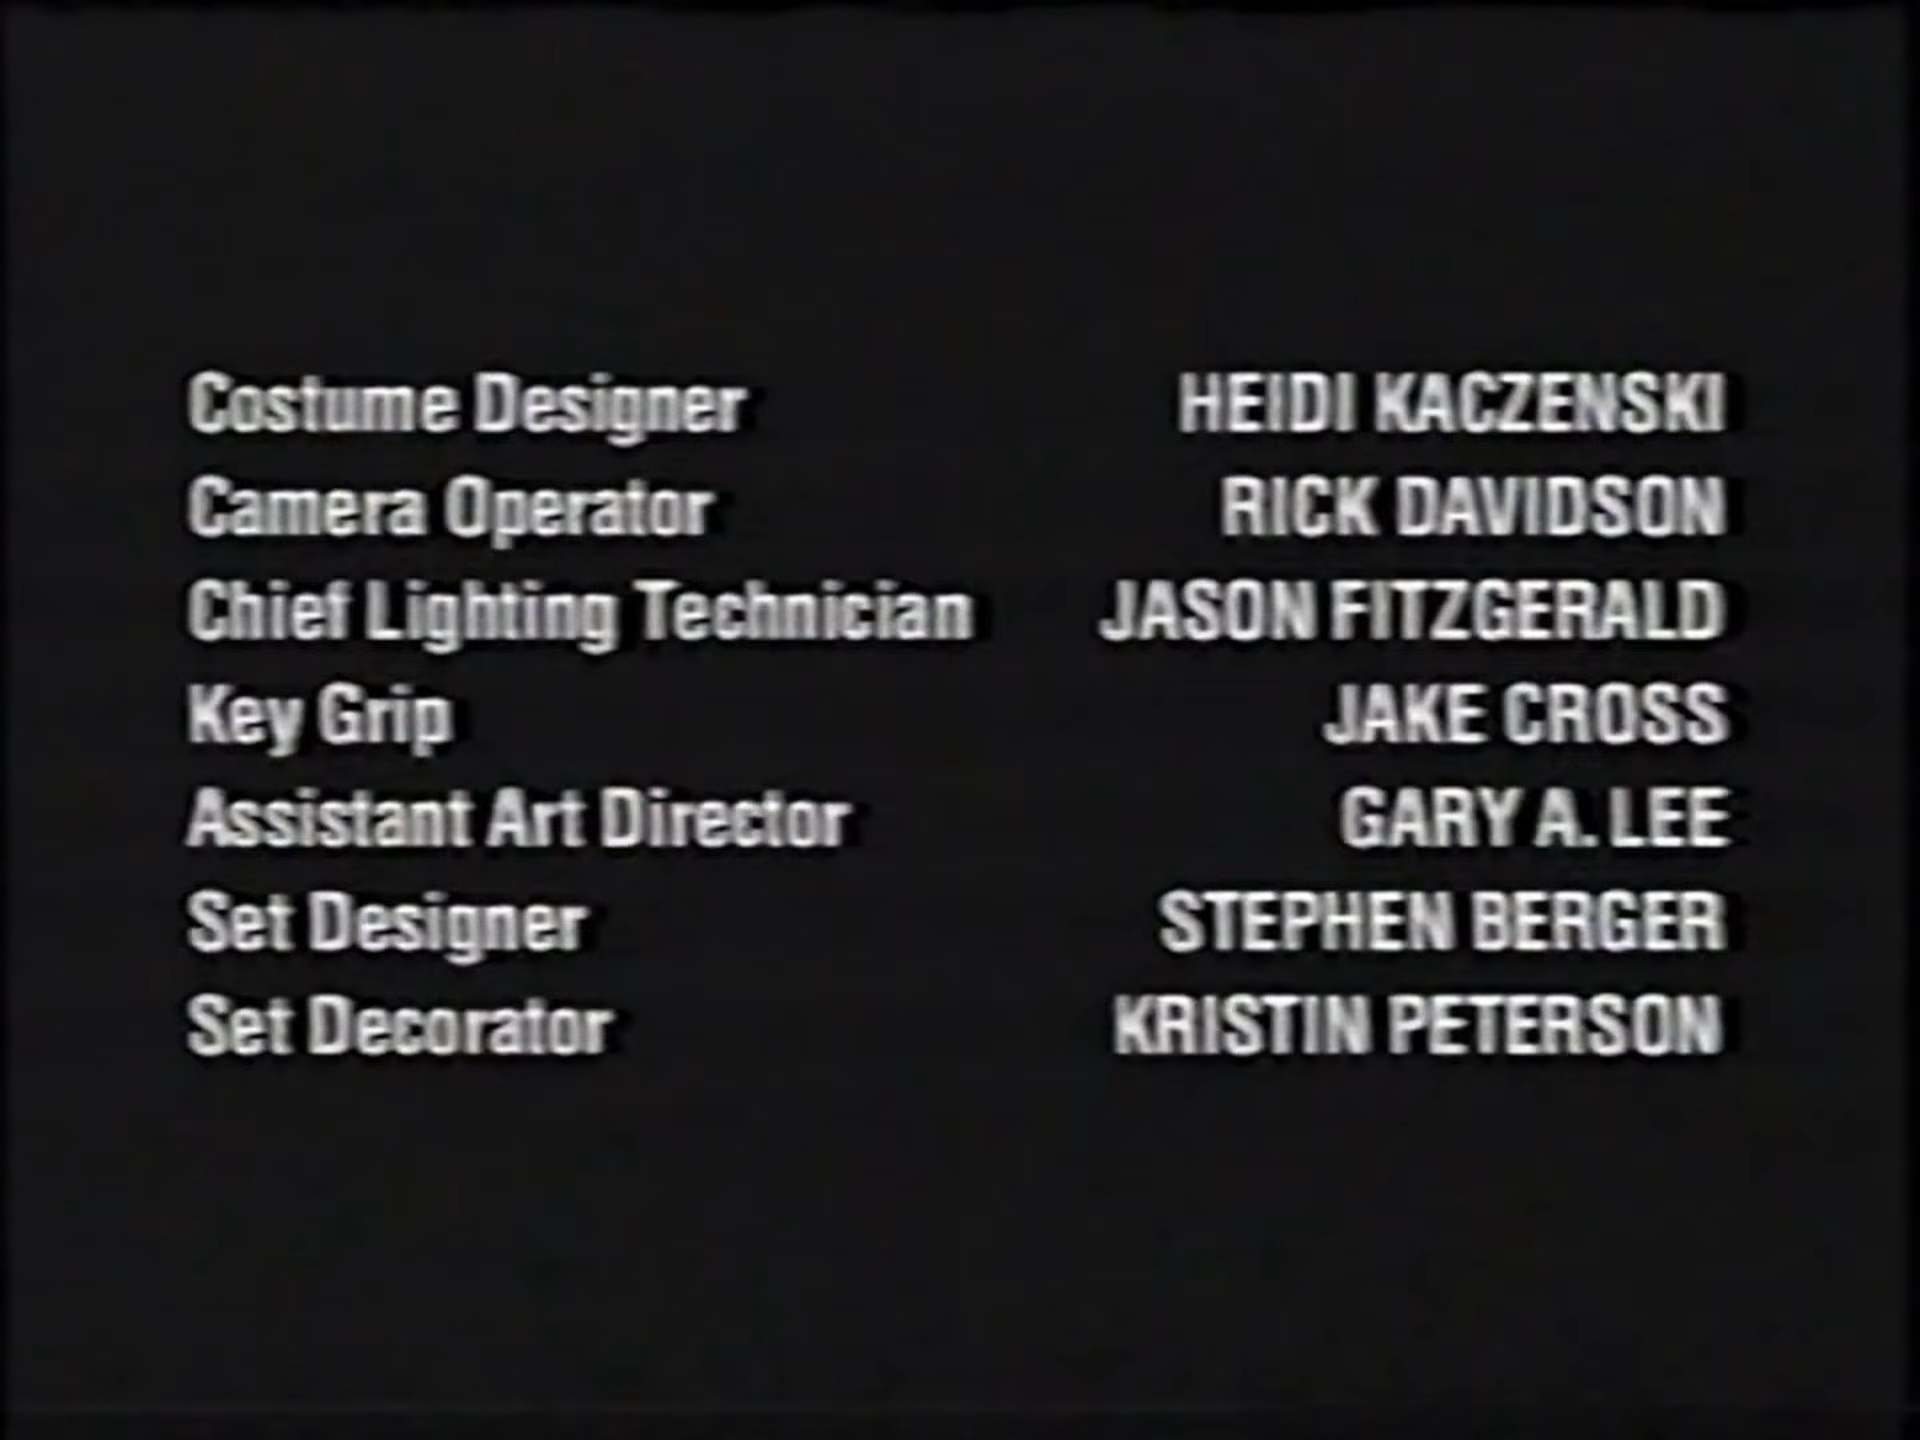 Costume Designer HEIDI KACZENSKI
Camera Operator RICK DAVIDSON
Chief Lighting Technician JASON FITZGERALD
Key Grip JAKE CROSS
Assistant Art Director GARY A. LEE
Set Designer STEPHEN BERGER
Set Decorator KRISTIN PETERSON